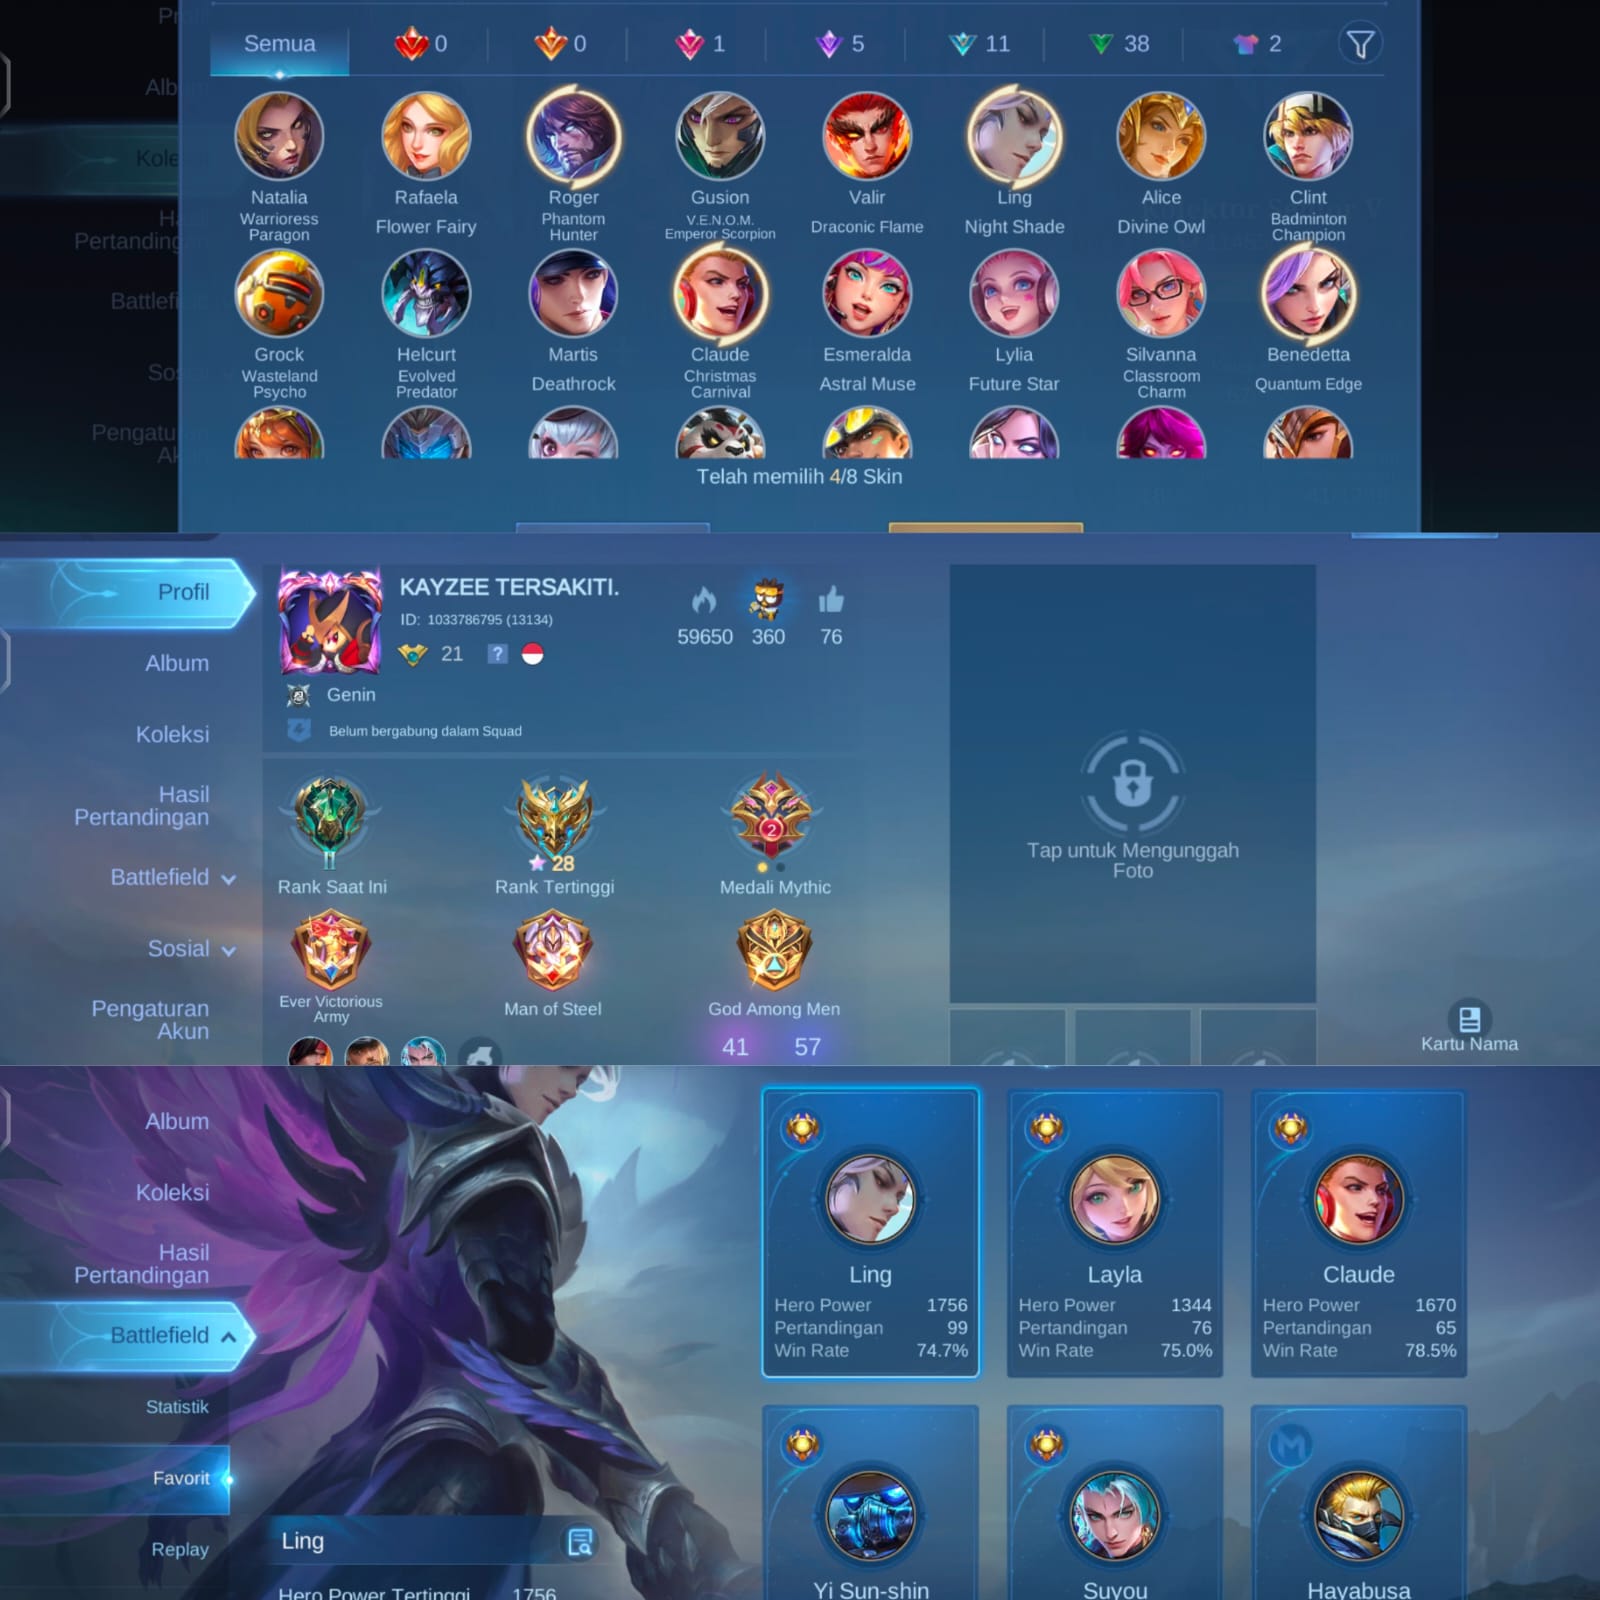 Semua
0
0
1
5
11
38
2
Natalia
Rafaela
Roger
Gusion
Valir
Ling
Alice
Clint
Warrioress
Paragon
Flower Fairy
Phantom
Hunter
V.E.N.O.M.
Emperor Scorpion
Draconic Flame
Night Shade
Divine Owl
Badminton
Champion
Grock
Helcurt
Martis
Claude
Esmeralda
Lylia
Silvanna
Benedetta
Wasteland
Psycho
Evolved
Predator
Deathrock
Christmas
Carnival
Astral Muse
Future Star
Classroom
Charm
Quantum Edge
Telah memilih 4/8 Skin
Profil
Album
Koleksi
Hasil
Pertandingan
Battlefield
Sosial
Pengaturan
Akun
KAYZEE TERSAKITI.
ID: 1033786795 (13134)
21
?
59650
360
76
Genin
Belum bergabung dalam Squad
II
28
2
Rank Saat Ini
Rank Tertinggi
Medali Mythic
Ever Victorious
Army
Man of Steel
God Among Men
41
57
Tap untuk Mengunggah
Foto
Kartu Nama
Album
Koleksi
Hasil
Pertandingan
Battlefield
Statistik
Favorit
Replay
Ling
Hero Power Tertinggi 1756
Ling
Hero Power 1756
Pertandingan 99
Win Rate 74.7%
Layla
Hero Power 1344
Pertandingan 76
Win Rate 75.0%
Claude
Hero Power 1670
Pertandingan 65
Win Rate 78.5%
Yi Sun-shin
Suyou
Hayabusa